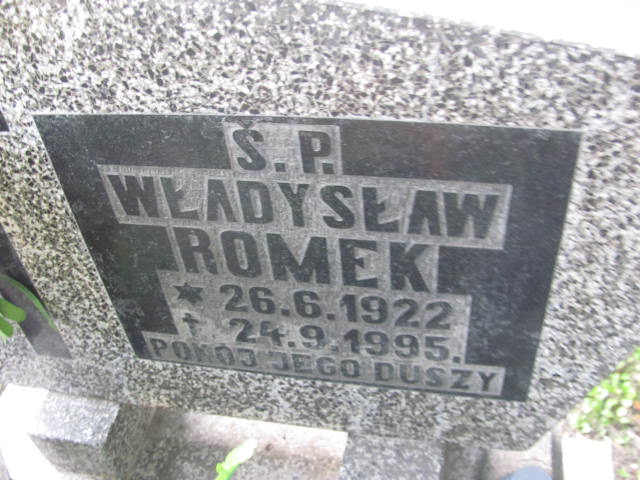 Ś.P.
WŁADYSŁAW
ROMEK
* 26.6.1922
† 24.9.1995.
POKÓJ JEGO DUSZY